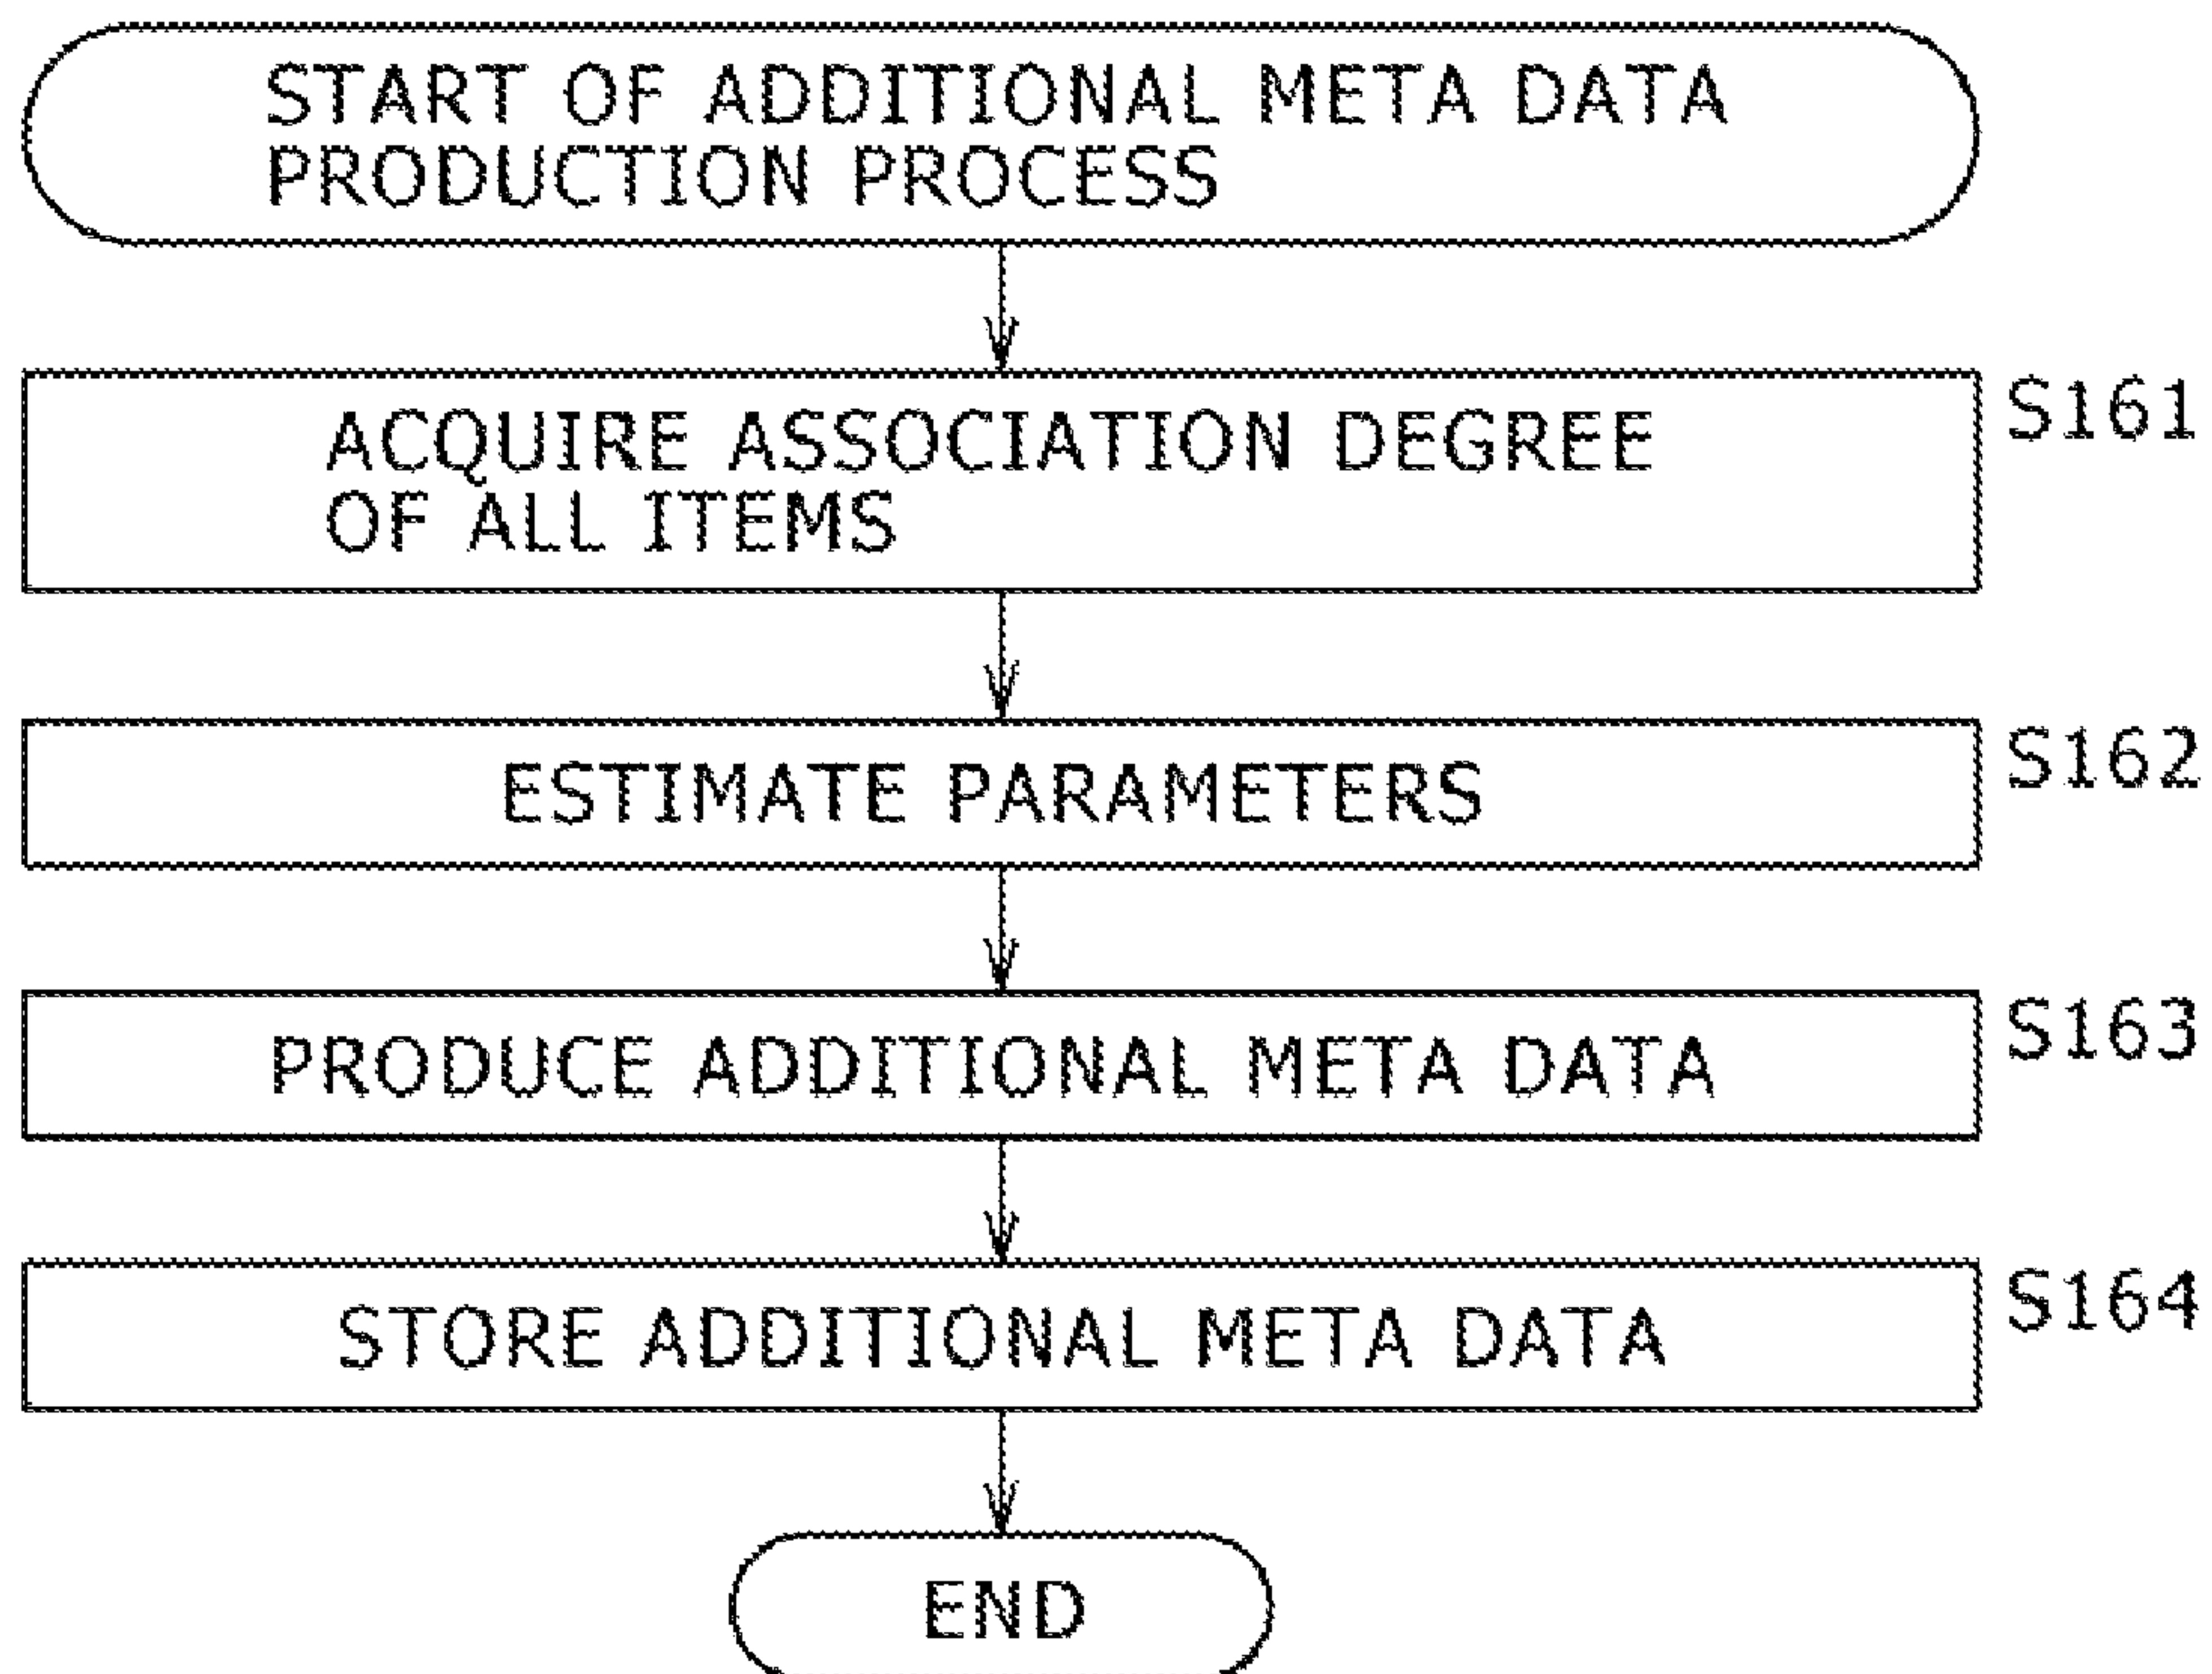 START OF ADDITIONAL META DATA
PRODUCTION PROCESS
ACQUIRE ASSOCIATION DEGREE
OF ALL ITEMS
S161
ESTIMATE PARAMETERS
S162
PRODUCE ADDITIONAL META DATA
S163
STORE ADDITIONAL META DATA
S164
END